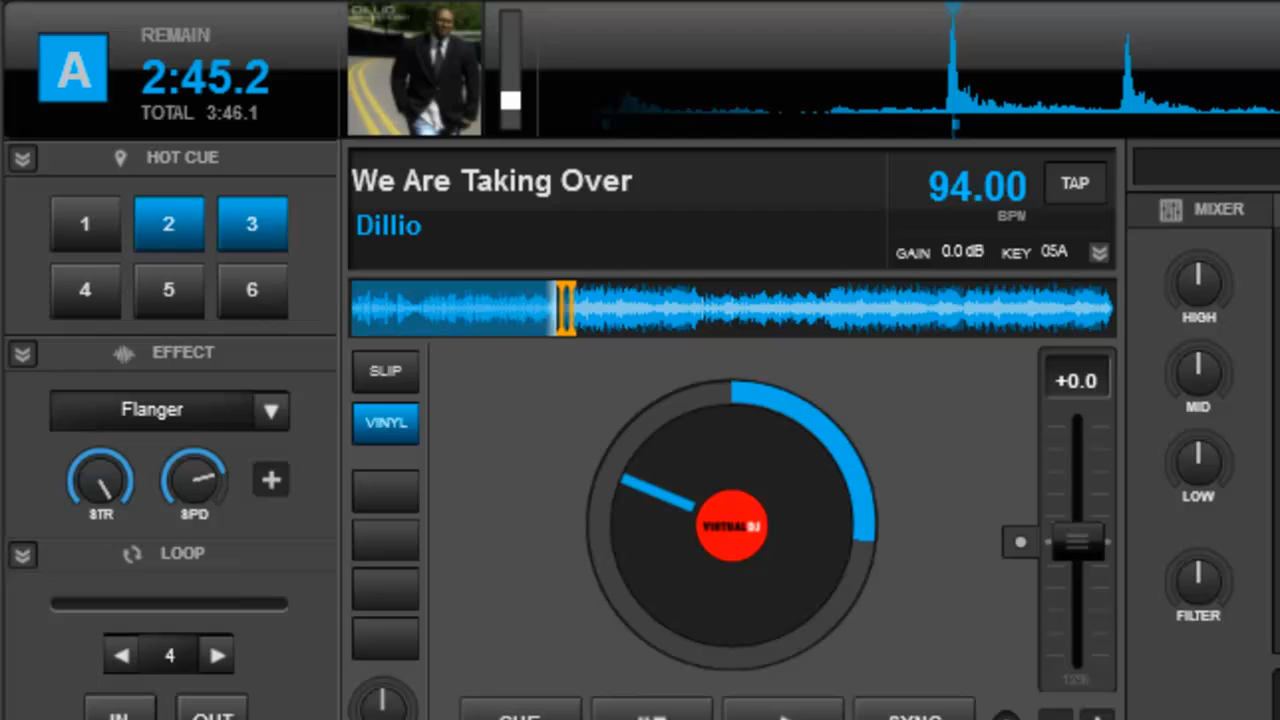 A
REMAIN
2:45.2
TOTAL 3:46.1
DILLIO
HOT CUE
1 2 3
4 5 6
EFFECT
Flanger
STR SPD +
LOOP
4
IN OUT
We Are Taking Over
Dillio
94.00
BPM
TAP
GAIN 0.0 dB KEY 05A
SLIP
VINYL
VIRTUAL DJ
+0.0
12%
CUE
SYNC
MIXER
HIGH
MID
LOW
FILTER